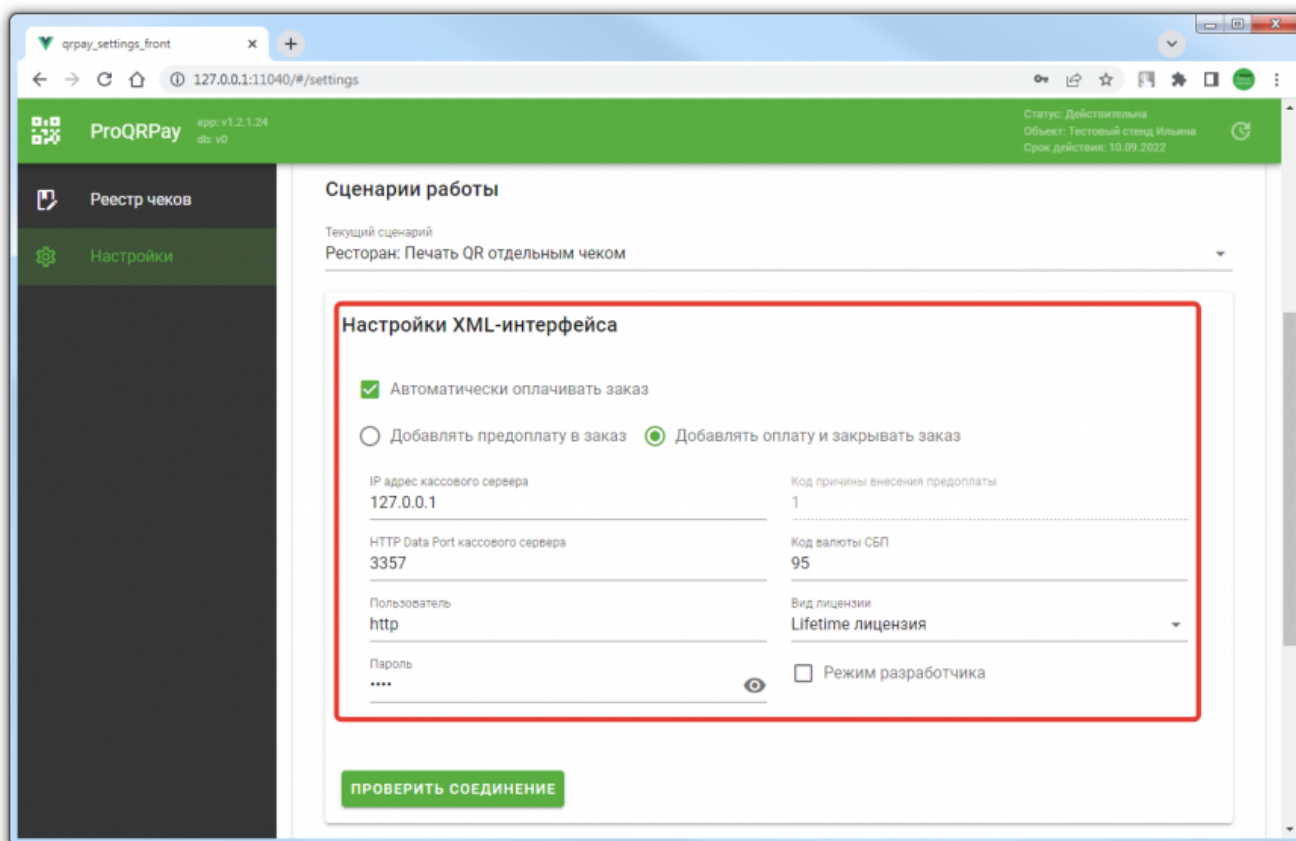 qrpay_settings_front
127.0.0.1:11040/#/settings
ProQRPay
app: v1.2.1.24
db: v0
Статус: Действительна
Объект: Тестовый стенд Ильина
Срок действия: 10.09.2022
Реестр чеков
Настройки
Сценарии работы
Текущий сценарий
Ресторан: Печать QR отдельным чеком
Настройки XML-интерфейса
Автоматически оплачивать заказ
Добавлять предоплату в заказ Добавлять оплату и закрывать заказ
IP адрес кассового сервера Код причины внесения предоплаты
127.0.0.1 1
HTTP Data Port кассового сервера Код валюты СБП
3357 95
Пользователь Вид лицензии
http Lifetime лицензия
Пароль
•••• Режим разработчика
ПРОВЕРИТЬ СОЕДИНЕНИЕ